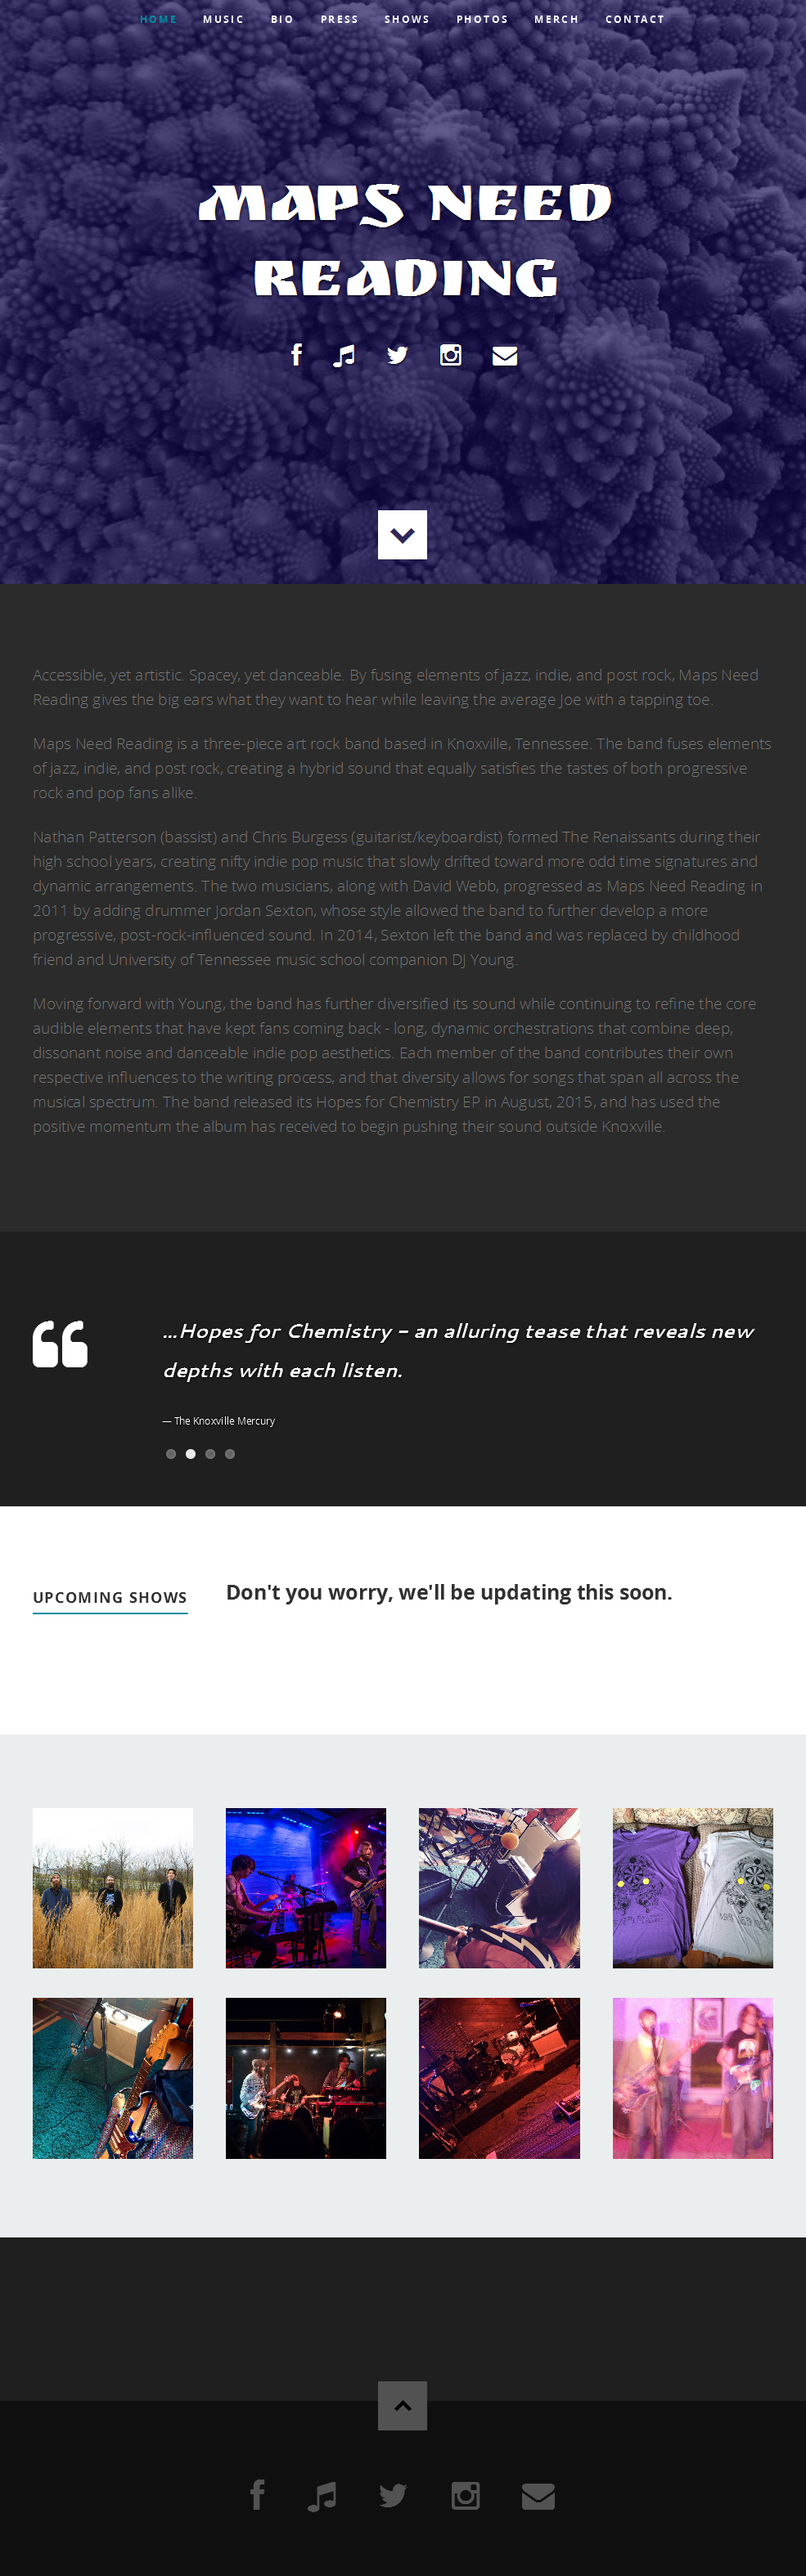 HOME MUSIC BIO PRESS SHOWS PHOTOS MERCH CONTACT
MAPS NEED
READING
Accessible, yet artistic. Spacey, yet danceable. By fusing elements of jazz, indie, and post rock, Maps Need
Reading gives the big ears what they want to hear while leaving the average Joe with a tapping toe.
Maps Need Reading is a three-piece art rock band based in Knoxville, Tennessee. The band fuses elements
of jazz, indie, and post rock, creating a hybrid sound that equally satisfies the tastes of both progressive
rock and pop fans alike.
Nathan Patterson (bassist) and Chris Burgess (guitarist/keyboardist) formed The Renaissants during their
high school years, creating nifty indie pop music that slowly drifted toward more odd time signatures and
dynamic arrangements. The two musicians, along with David Webb, progressed as Maps Need Reading in
2011 by adding drummer Jordan Sexton, whose style allowed the band to further develop a more
progressive, post-rock-influenced sound. In 2014, Sexton left the band and was replaced by childhood
friend and University of Tennessee music school companion DJ Young.
Moving forward with Young, the band has further diversified its sound while continuing to refine the core
audible elements that have kept fans coming back - long, dynamic orchestrations that combine deep,
dissonant noise and danceable indie pop aesthetics. Each member of the band contributes their own
respective influences to the writing process, and that diversity allows for songs that span all across the
musical spectrum. The band released its Hopes for Chemistry EP in August, 2015, and has used the
positive momentum the album has received to begin pushing their sound outside Knoxville.
...Hopes for Chemistry – an alluring tease that reveals new
depths with each listen.
— The Knoxville Mercury
UPCOMING SHOWS
Don't you worry, we'll be updating this soon.